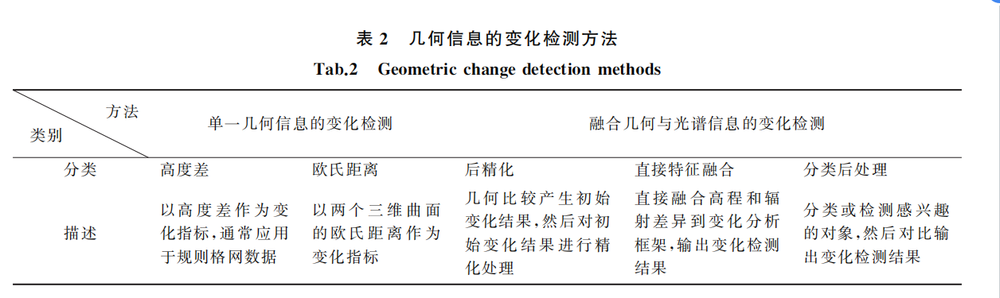 表 2 几何信息的变化检测方法
Tab.2 Geometric change detection methods
方法
类别
单一几何信息的变化检测
融合几何与光谱信息的变化检测
分类
高度差
欧氏距离
后精化
直接特征融合
分类后处理
描述
以高度差作为变
化指标,通常应用
于规则格网数据
以两个三维曲面
的欧氏距离作为
变化指标
几何比较产生初始
变化结果,然后对初
始变化结果进行精
化处理
直接融合高程和辐
射差异到变化分析
框架,输出变化检测
结果
分类或检测感兴趣
的对象,然后对比输
出变化检测结果